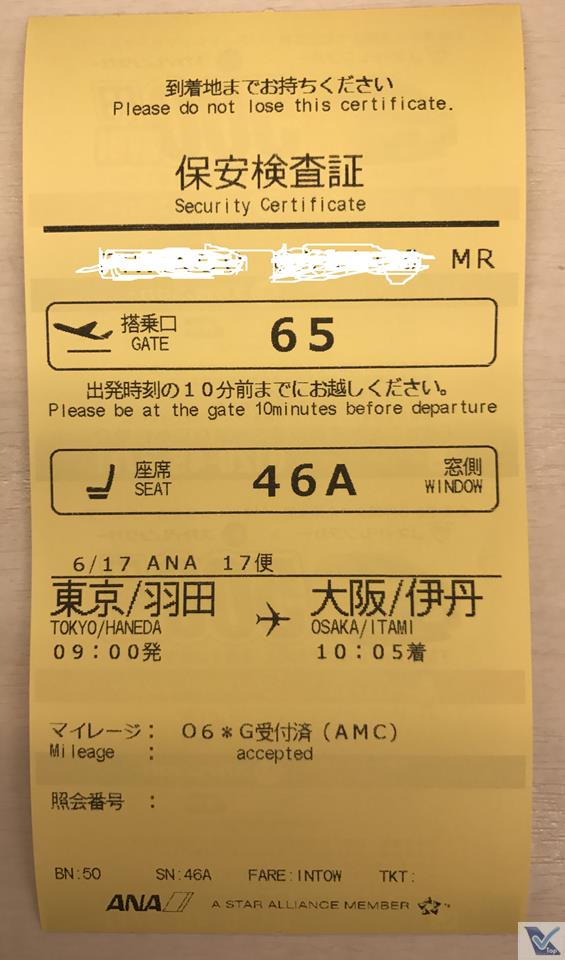 到着地までお持ちください
Please do not lose this certificate.
保安検査証
Security Certificate
MR
搭乗口
GATE
65
出発時刻の10分前までにお越しください。
Please be at the gate 10minutes before departure
座席
SEAT
46A
窓側
WINDOW
6/17 ANA 17便
東京/羽田 大阪/伊丹
TOKYO/HANEDA OSAKA/ITAMI
09:00発 10:05着
マイレージ: 06*G受付済(AMC)
Mileage : accepted
照会番号 :
BN:50 SN:46A FARE:INTOW TKT:
ANA A STAR ALLIANCE MEMBER
Top